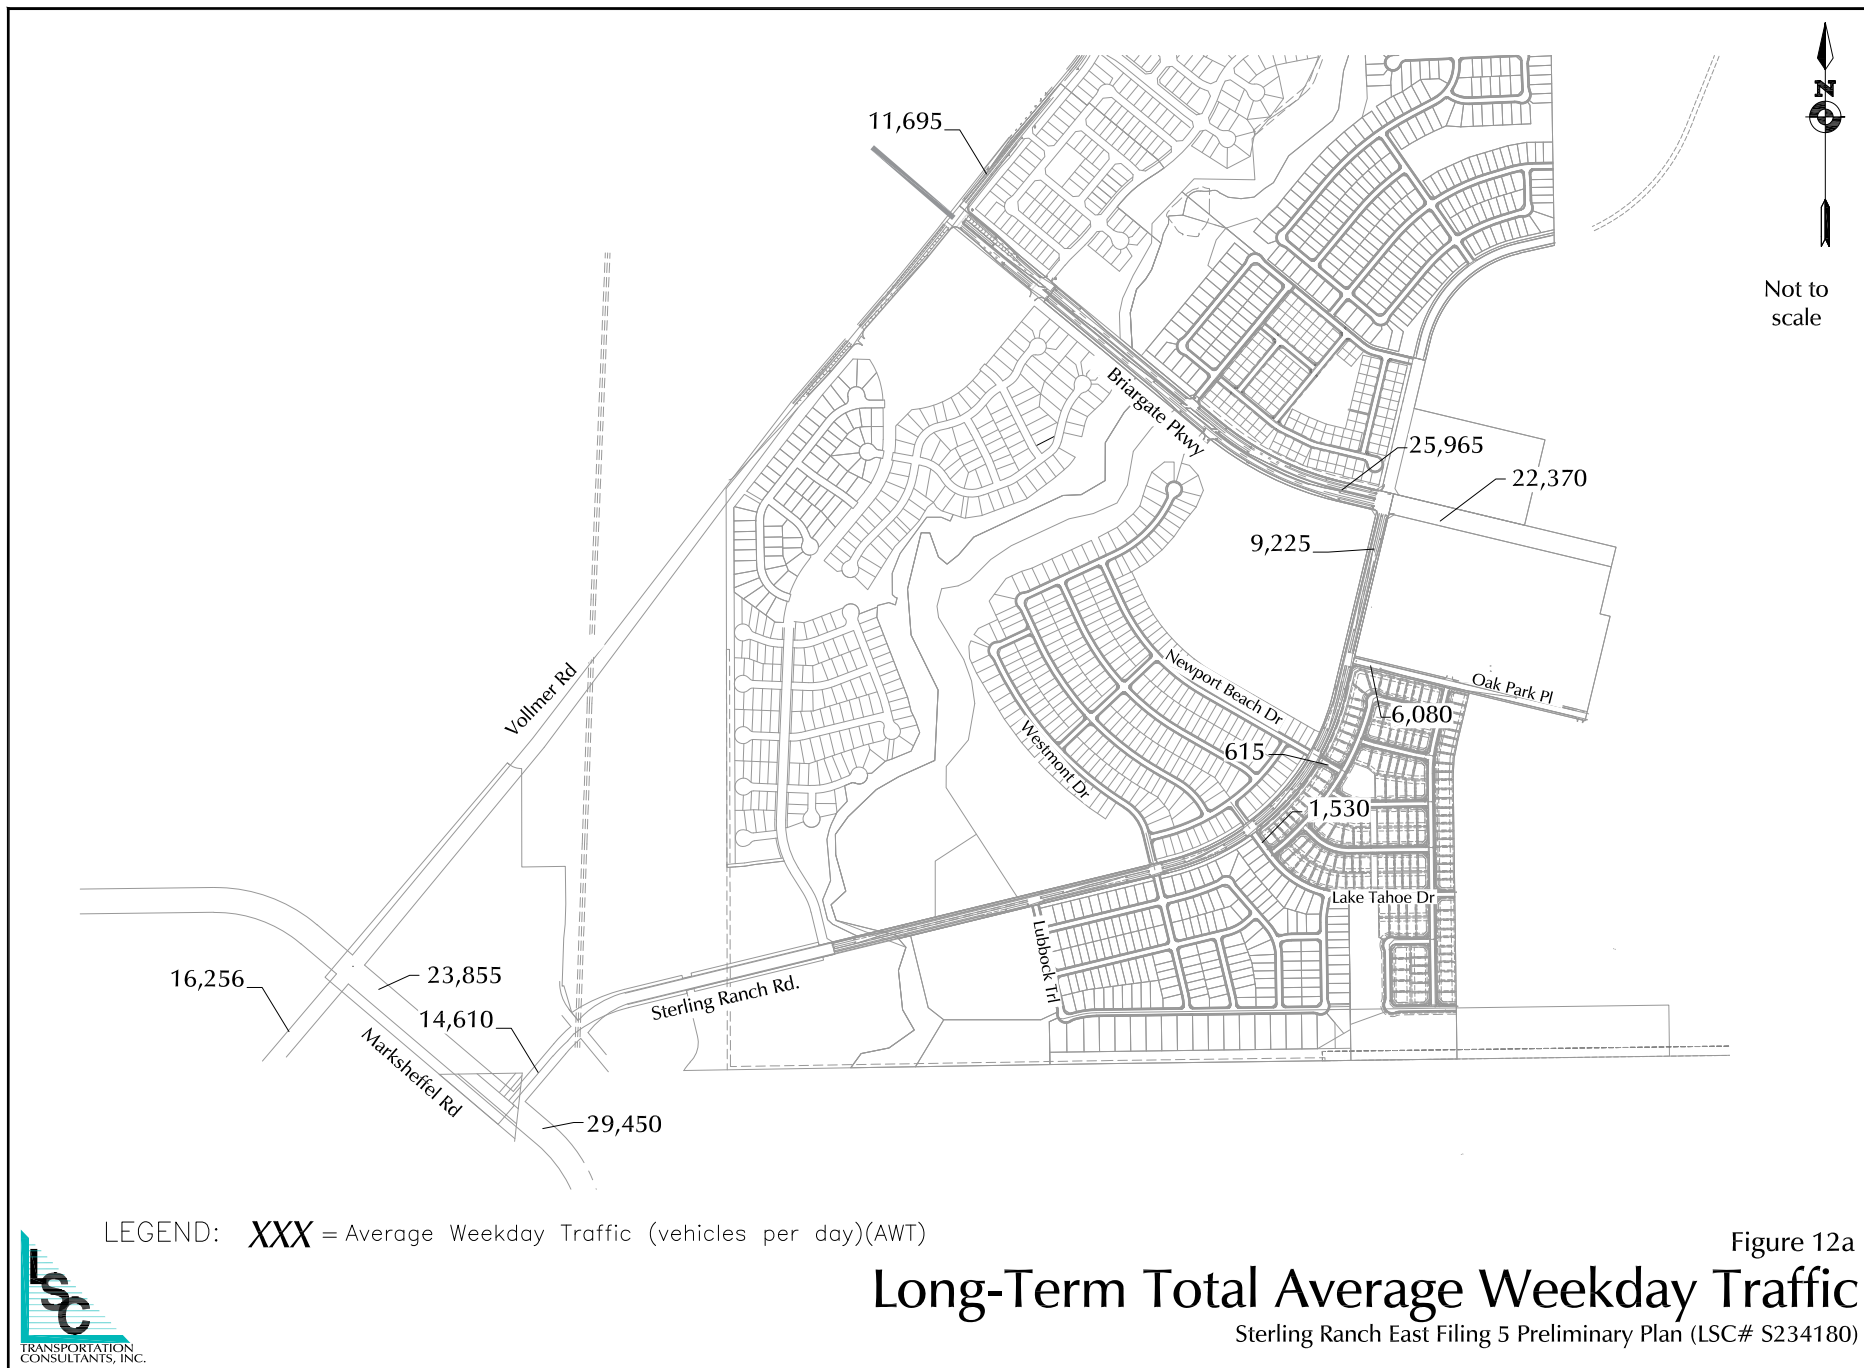 11,695
N
Not to
scale
Briargate Pkwy
25,965
22,370
9,225
Vollmer Rd
Newport Beach Dr
Oak Park Pl
6,080
615
Westmont Dr
1,530
Lake Tahoe Dr
Lubbock Trl
16,256
23,855
Sterling Ranch Rd.
14,610
Marksheffel Rd
29,450
LEGEND: XXX = Average Weekday Traffic (vehicles per day)(AWT)
Figure 12a
Long-Term Total Average Weekday Traffic
Sterling Ranch East Filing 5 Preliminary Plan (LSC# S234180)
LSC
TRANSPORTATION
CONSULTANTS, INC.